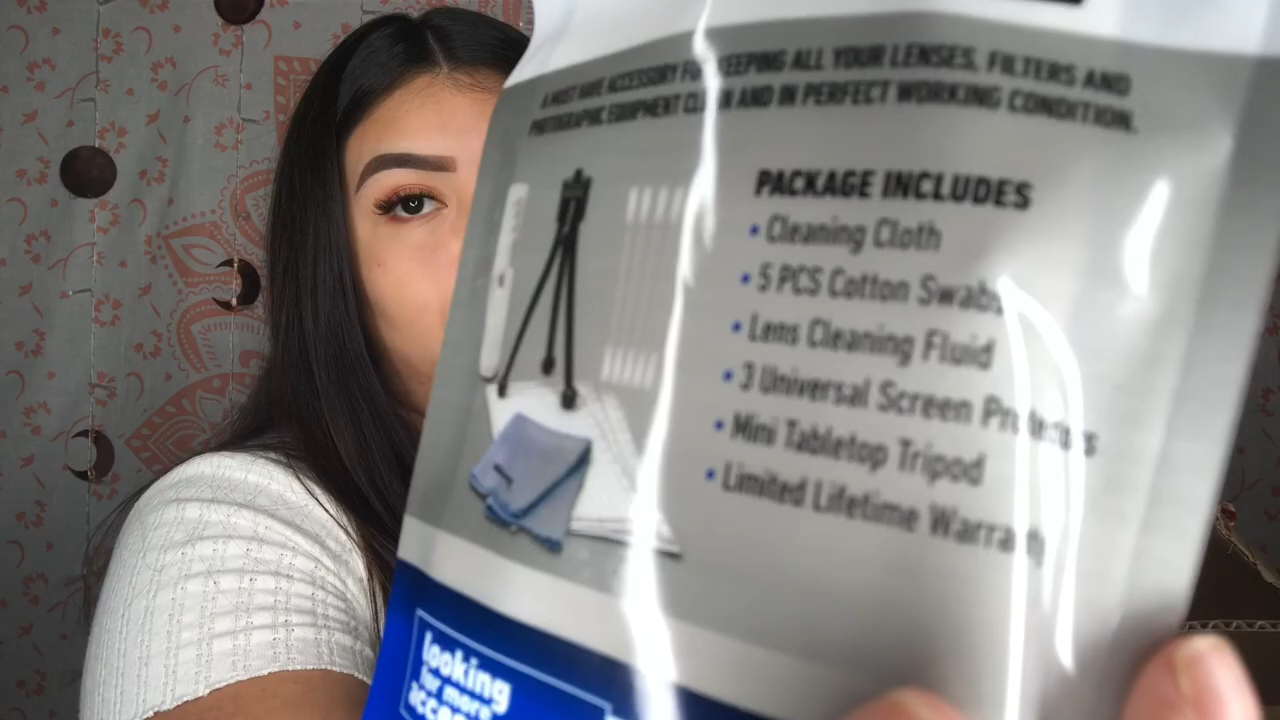 A MUST HAVE ACCESSORY FOR KEEPING ALL YOUR LENSES, FILTERS AND
PHOTOGRAPHIC EQUIPMENT CLEAN AND IN PERFECT WORKING CONDITION.
PACKAGE INCLUDES
• Cleaning Cloth
• 5 PCS Cotton Swabs
• Lens Cleaning Fluid
• 3 Universal Screen Protectors
• Mini Tabletop Tripod
• Limited Lifetime Warranty
looking
for more